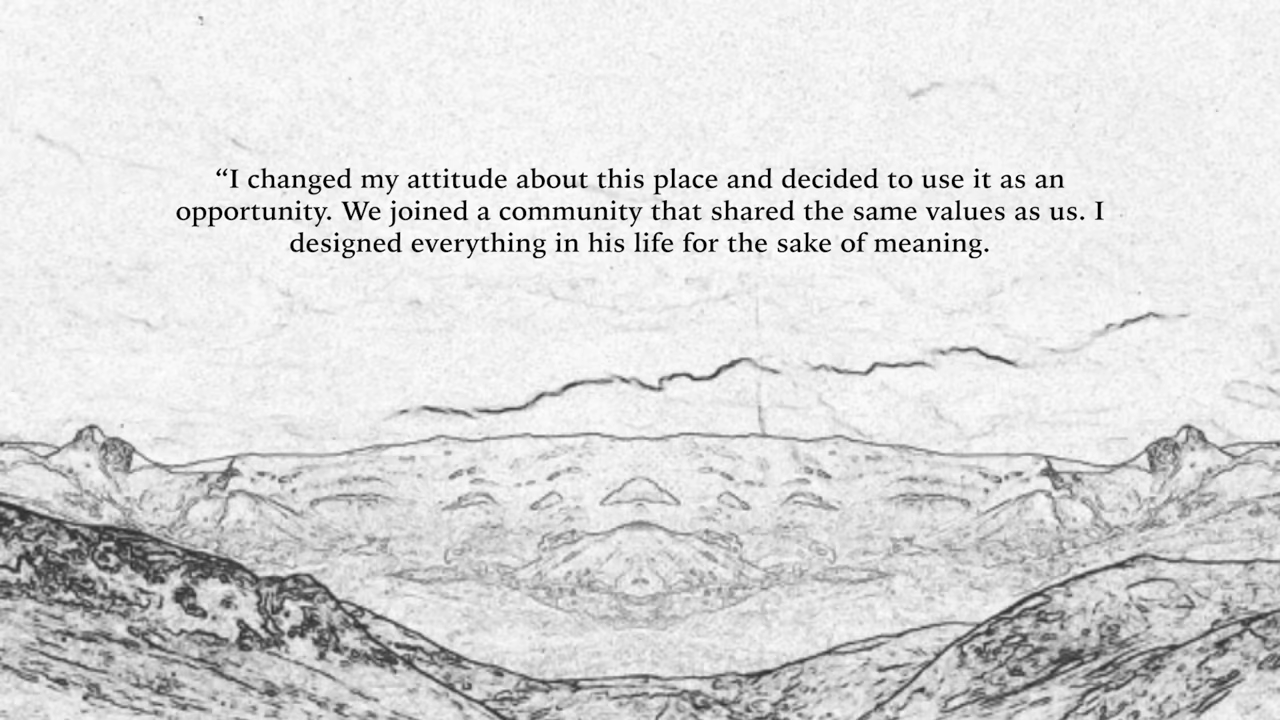 “I changed my attitude about this place and decided to use it as an
opportunity. We joined a community that shared the same values as us. I
designed everything in his life for the sake of meaning.